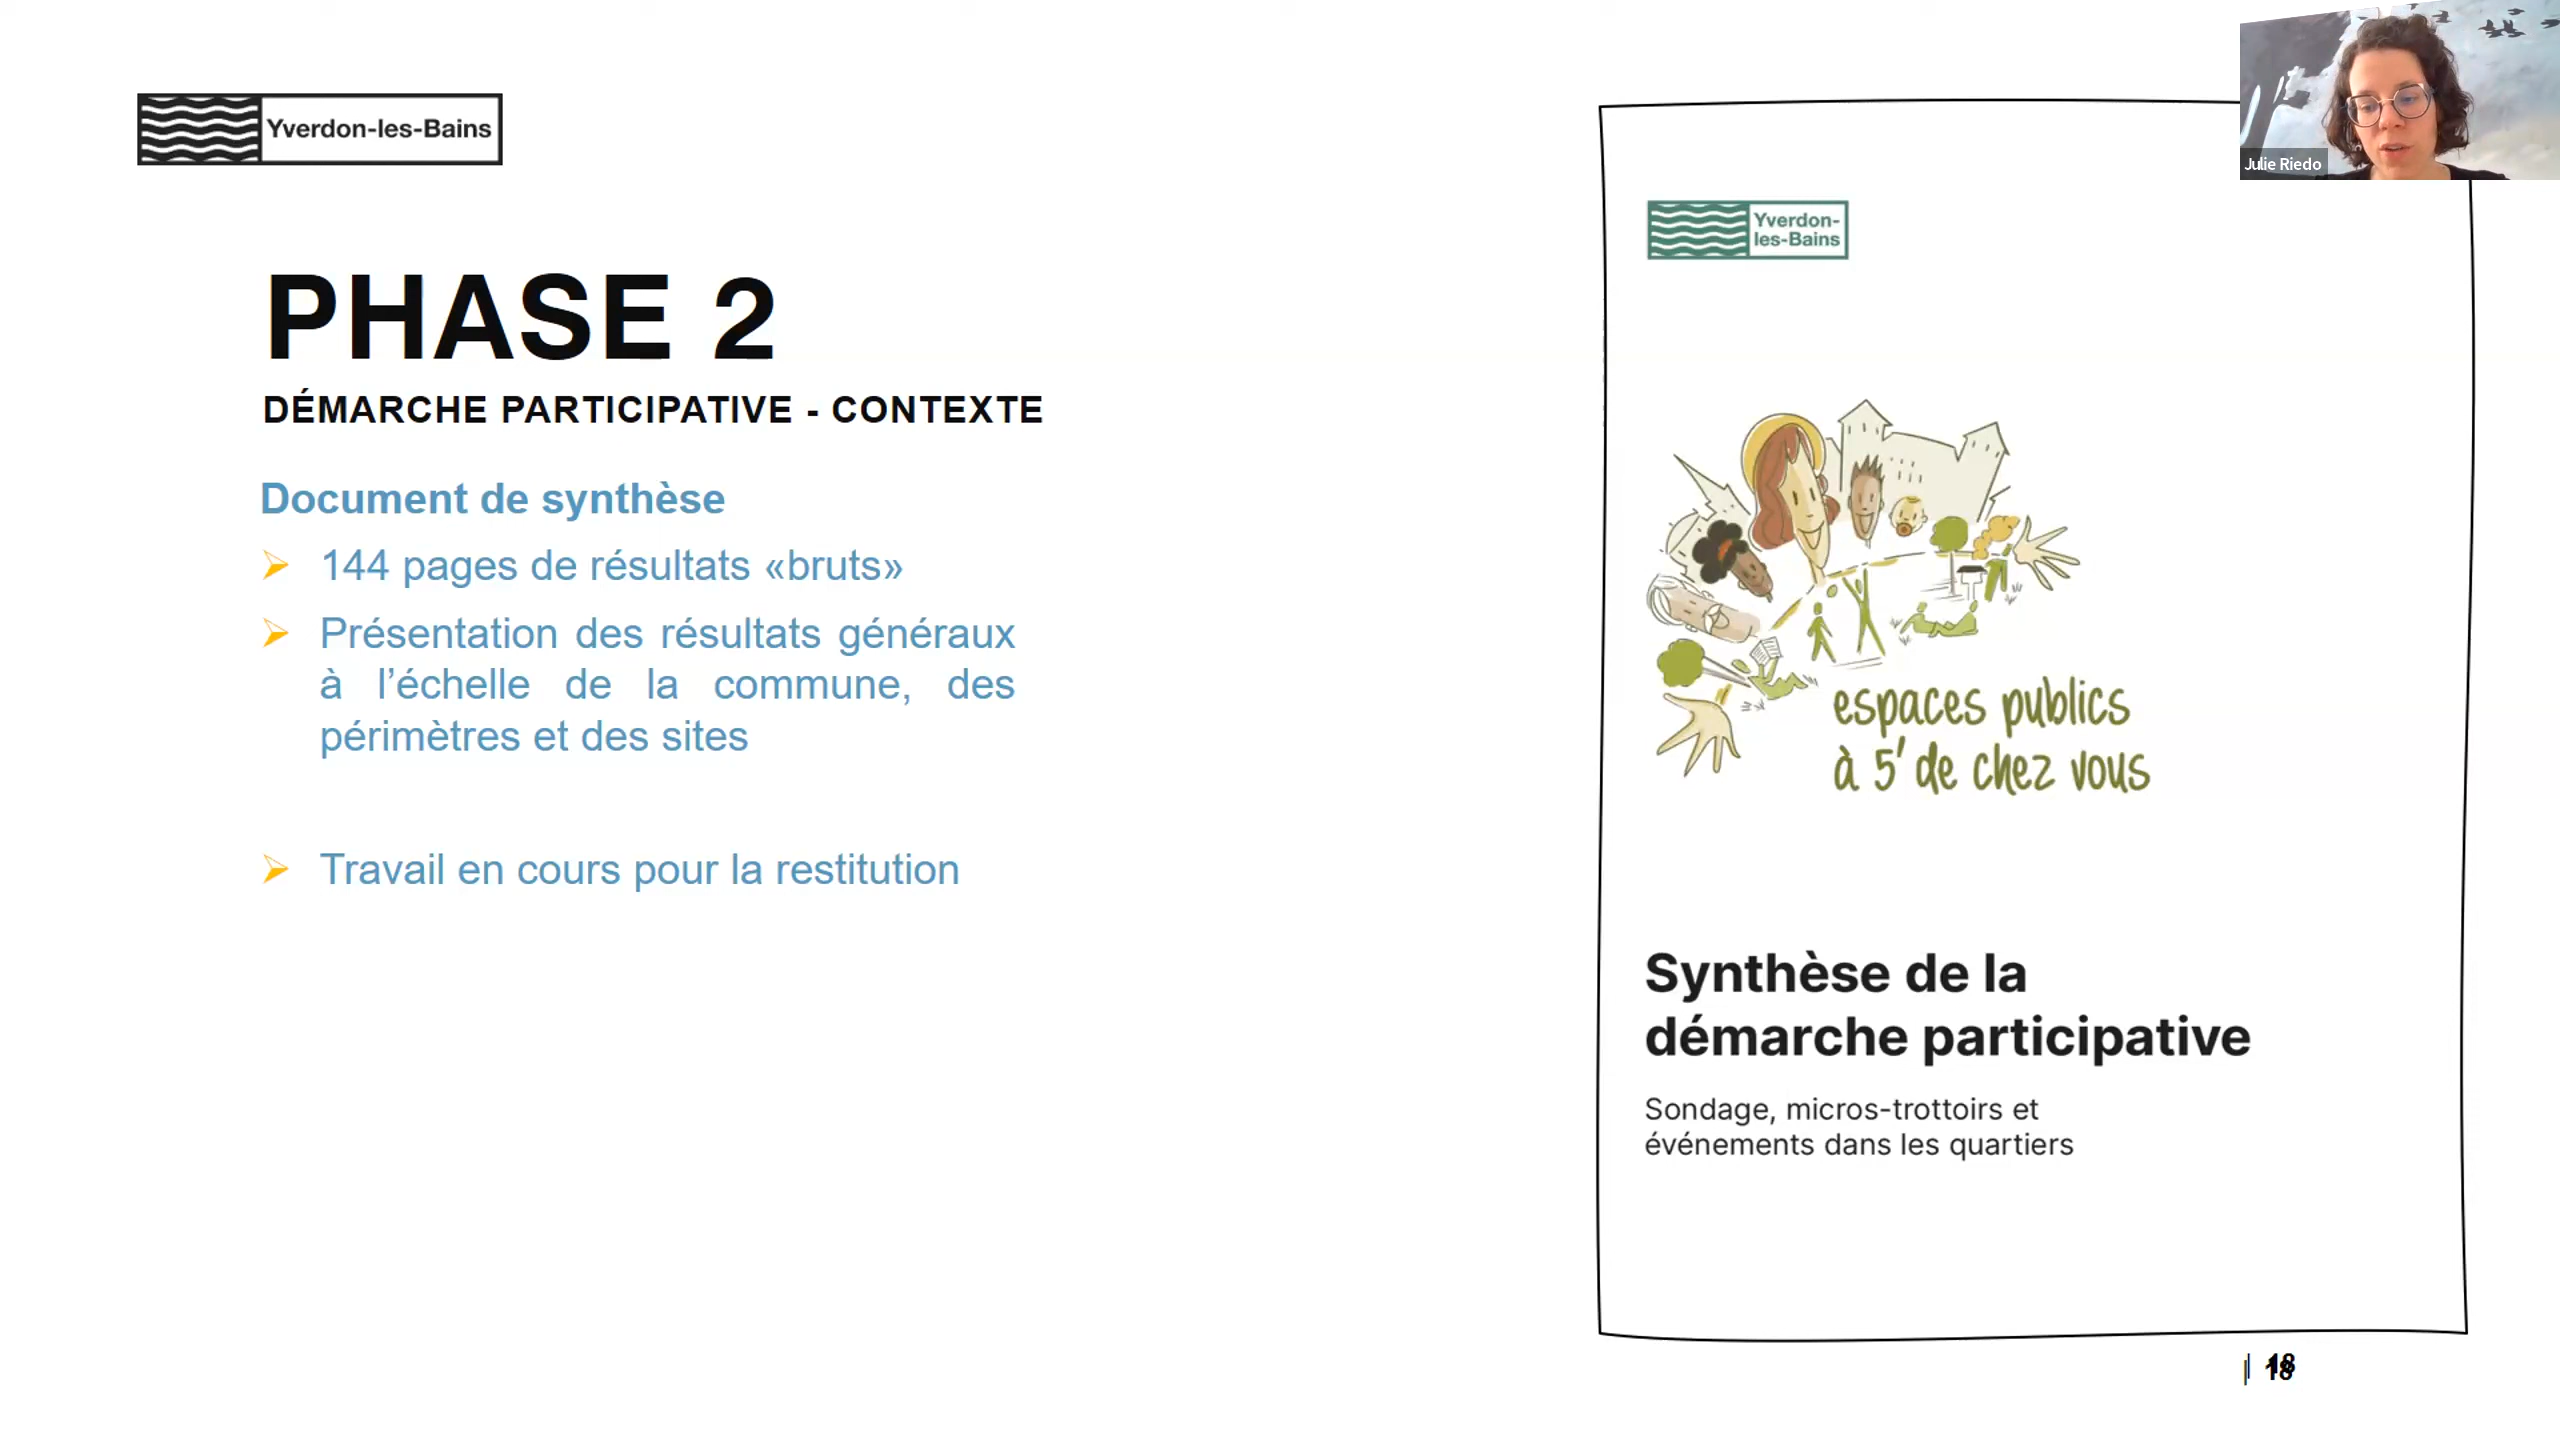 Yverdon-les-Bains
PHASE 2
DÉMARCHE PARTICIPATIVE - CONTEXTE
Document de synthèse
144 pages de résultats «bruts»
Présentation des résultats généraux
à l’échelle de la commune, des
périmètres et des sites
Travail en cours pour la restitution
Julie Riedo
Yverdon-
les-Bains
espaces publics
à 5' de chez vous
Synthèse de la
démarche participative
Sondage, micros-trottoirs et
événements dans les quartiers